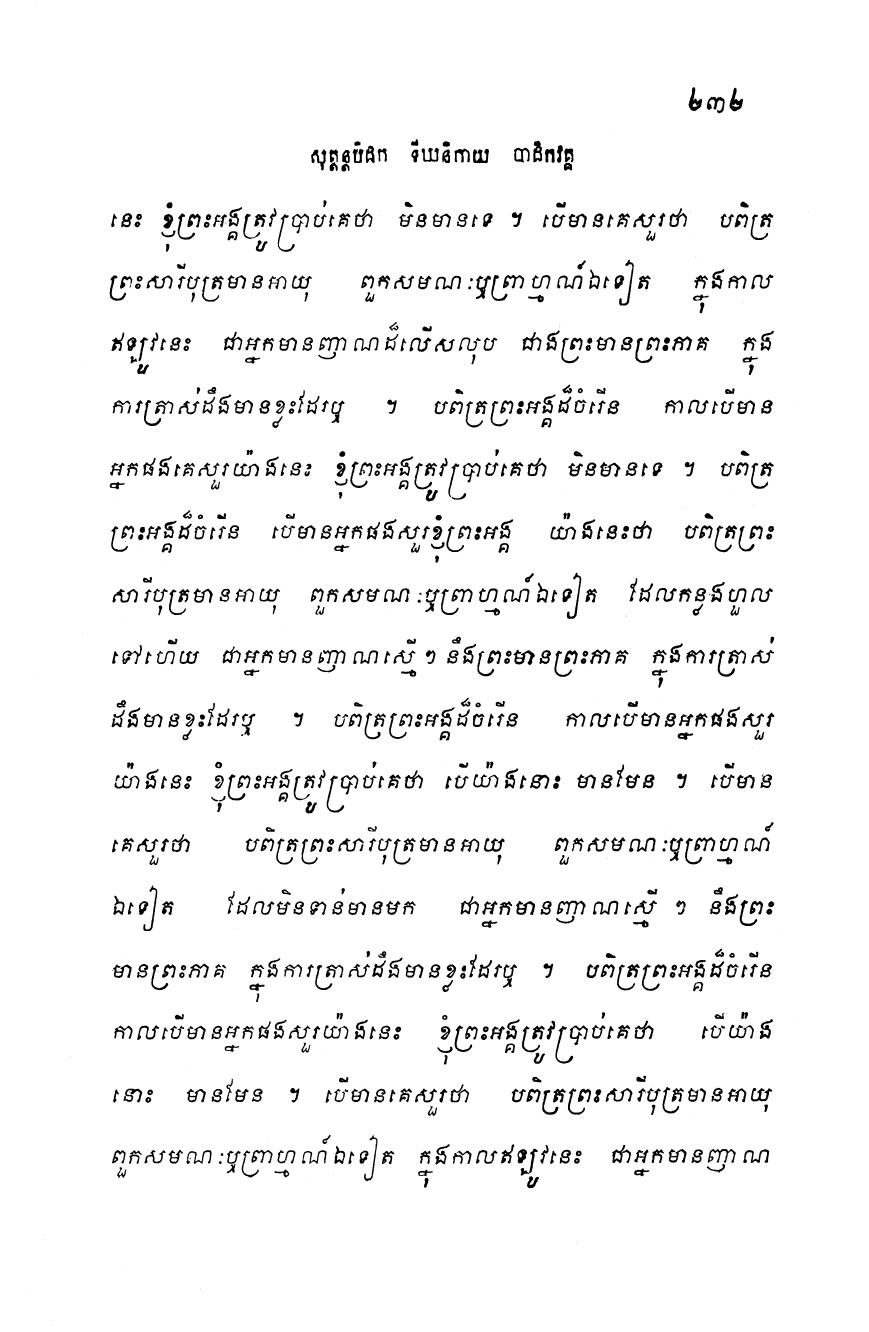 ២៣២
សុត្តន្តបិដក ទីឃនិកាយ បាដិកវគ្គ
នេះ ខ្ញុំព្រះអង្គត្រូវប្រាប់គេថា មិនមានទេ ។ បើមានគេសួរថា បពិត្រ
ព្រះសារីបុត្រមានអាយុ ពួកសមណៈឬព្រាហ្មណ៍ឯទៀត ក្នុងកាល
ឥឡូវនេះ ជាអ្នកមានញាណដ៏លើសលុប ជាងព្រះមានព្រះភាគ ក្នុង
ការត្រាស់ដឹងមានខ្លះដែរឬ ។ បពិត្រព្រះអង្គដ៏ចំរើន កាលបើមាន
អ្នកផងគេសួរយ៉ាងនេះ ខ្ញុំព្រះអង្គត្រូវប្រាប់គេថា មិនមានទេ ។ បពិត្រ
ព្រះអង្គដ៏ចំរើន បើមានអ្នកផងសួរខ្ញុំព្រះអង្គ យ៉ាងនេះថា បពិត្រព្រះ
សារីបុត្រមានអាយុ ពួកសមណៈឬព្រាហ្មណ៍ឯទៀត ដែលកន្លងហួល
ទៅហើយ ជាអ្នកមានញាណស្មើ ៗ នឹងព្រះមានព្រះភាគ ក្នុងការត្រាស់
ដឹងមានខ្លះដែរឬ ។ បពិត្រព្រះអង្គដ៏ចំរើន កាលបើមានអ្នកផងសួរ
យ៉ាងនេះ ខ្ញុំព្រះអង្គត្រូវប្រាប់គេថា បើយ៉ាងនោះ មានមែន ។ បើមាន
គេសួរថា បពិត្រព្រះសារីបុត្រមានអាយុ ពួកសមណៈឬព្រាហ្មណ៍
ឯទៀត ដែលមិនទាន់មានមក ជាអ្នកមានញាណស្មើ ៗ នឹងព្រះ
មានព្រះភាគ ក្នុងការត្រាស់ដឹងមានខ្លះដែរឬ ។ បពិត្រព្រះអង្គដ៏ចំរើន
កាលបើមានអ្នកផងសួរយ៉ាងនេះ ខ្ញុំព្រះអង្គត្រូវប្រាប់គេថា បើយ៉ាង
នោះ មានមែន ។ បើមានគេសួរថា បពិត្រព្រះសារីបុត្រមានអាយុ
ពួកសមណៈឬព្រាហ្មណ៍ឯទៀត ក្នុងកាលឥឡូវនេះ ជាអ្នកមានញាណ